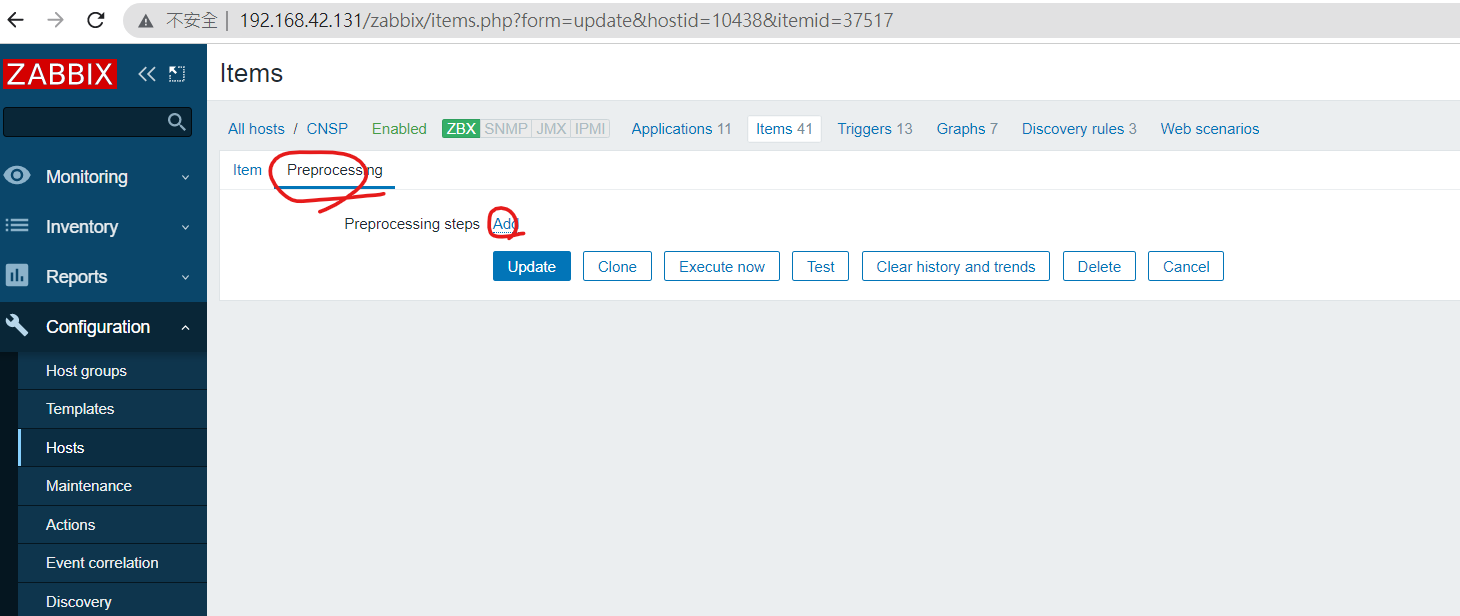 不安全 192.168.42.131/zabbix/items.php?form=update&hostid=10438&itemid=37517
ZABBIX
Items
All hosts / CNSP Enabled ZBX SNMP JMX IPMI Applications 11 Items 41 Triggers 13 Graphs 7 Discovery rules 3 Web scenarios
Item Preprocessing
Preprocessing steps Add
Update Clone Execute now Test Clear history and trends Delete Cancel
Monitoring
Inventory
Reports
Configuration
Host groups
Templates
Hosts
Maintenance
Actions
Event correlation
Discovery